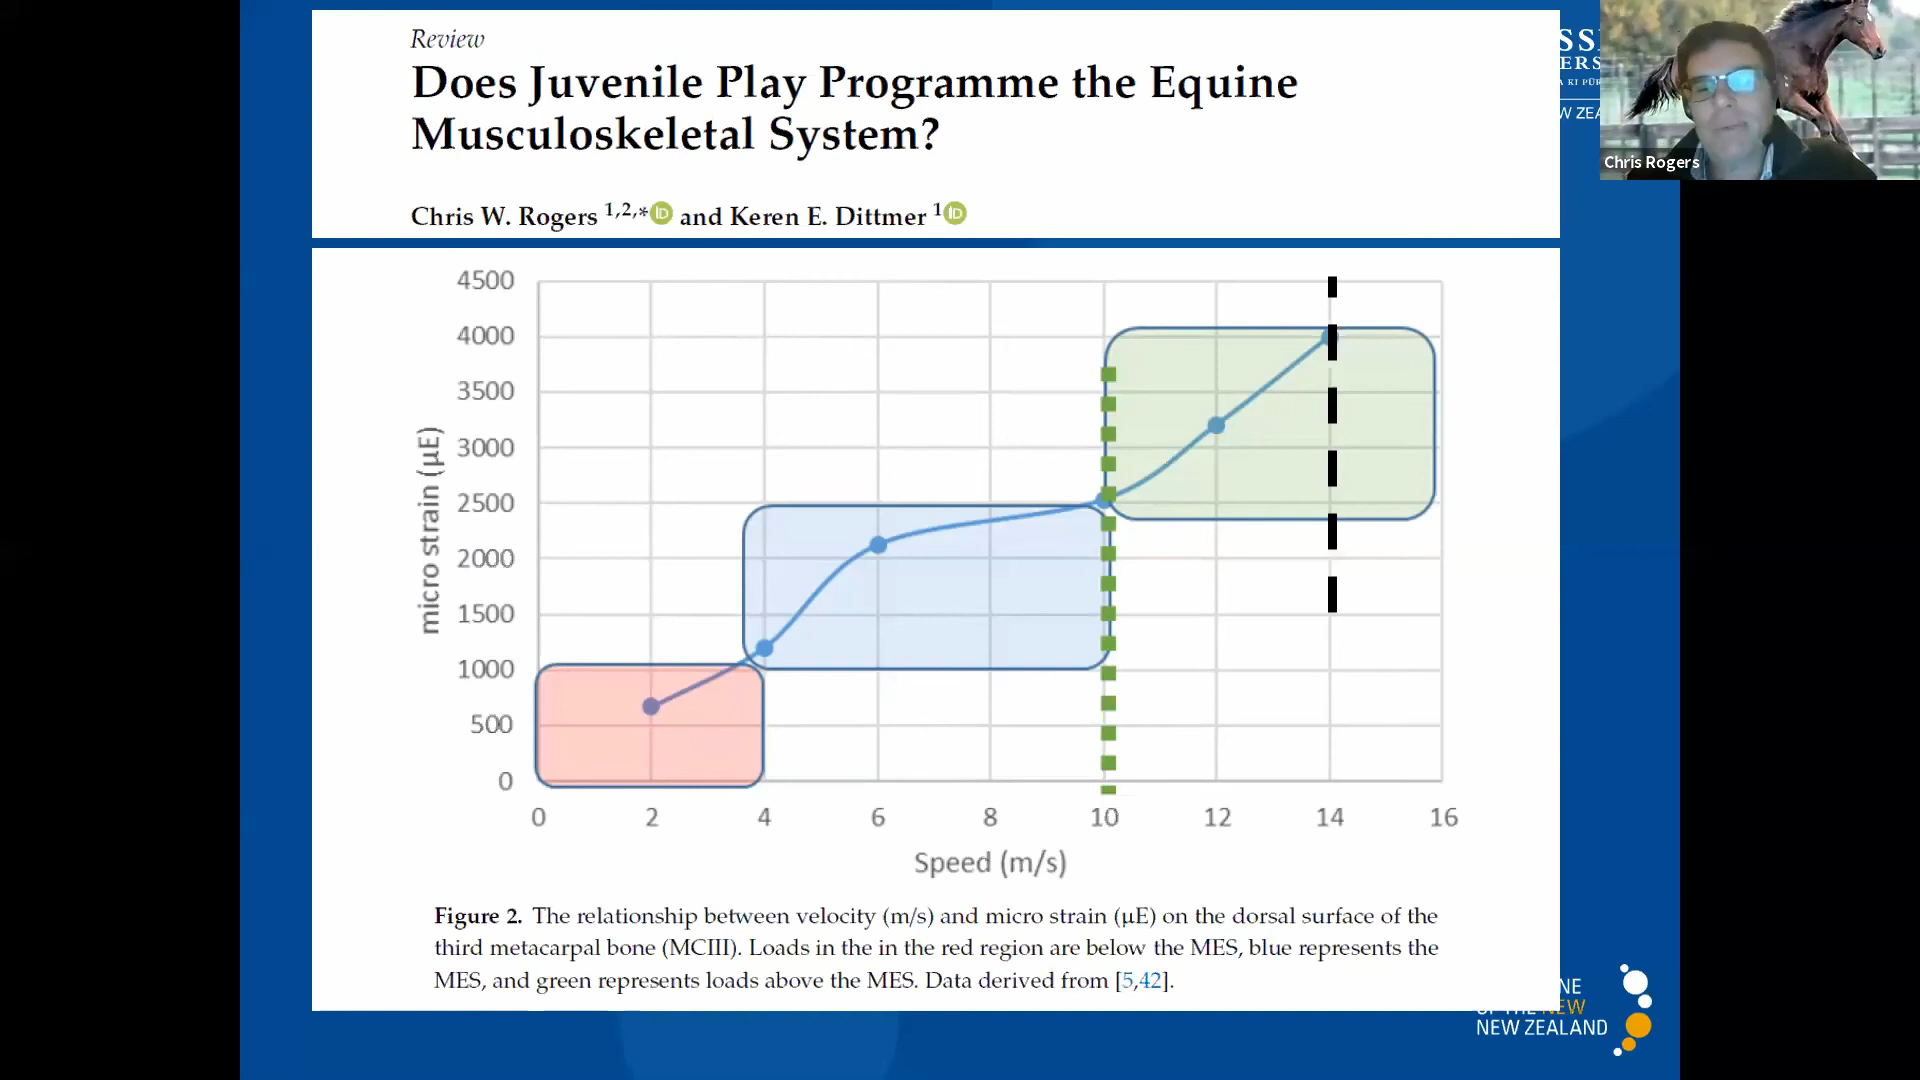 Review
Does Juvenile Play Programme the Equine
Musculoskeletal System?
Chris W. Rogers 1,2,* iD and Keren E. Dittmer 1 iD
Chris Rogers
4500
4000
3500
3000
2500
2000
1500
1000
500
0
micro strain (µE)
0 2 4 6 8 10 12 14 16
Speed (m/s)
Figure 2. The relationship between velocity (m/s) and micro strain (µE) on the dorsal surface of the
third metacarpal bone (MCIII). Loads in the in the red region are below the MES, blue represents the
MES, and green represents loads above the MES. Data derived from [5,42].
NEW
NEW ZEALAND